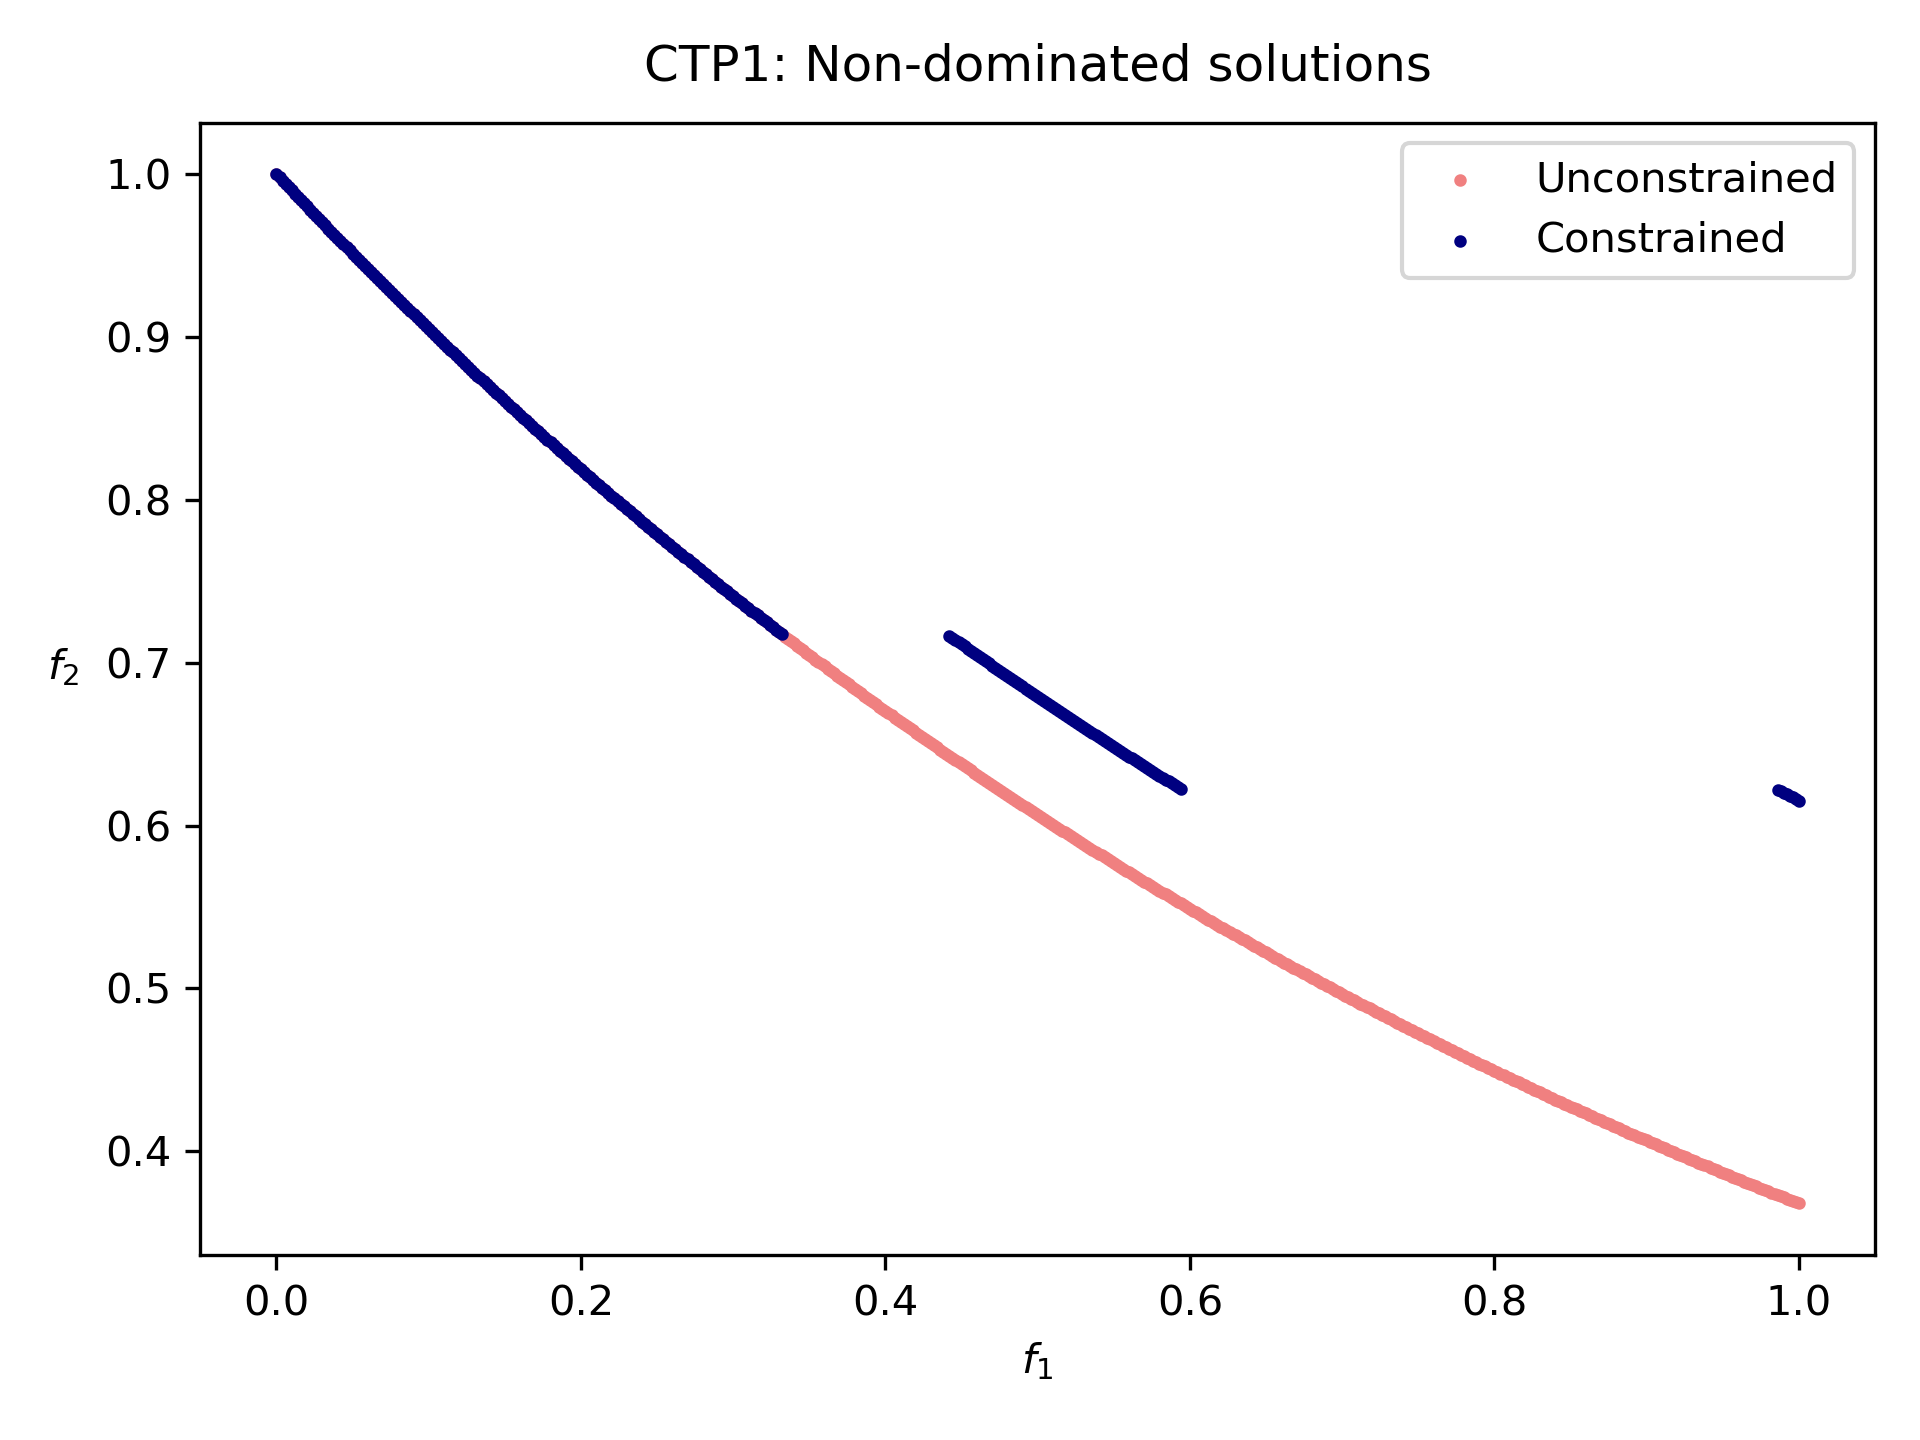 CTP1: Non-dominated solutions
Unconstrained
Constrained
1.0
0.9
0.8
0.7
0.6
0.5
0.4
f₂
0.0 0.2 0.4 0.6 0.8 1.0
f₁